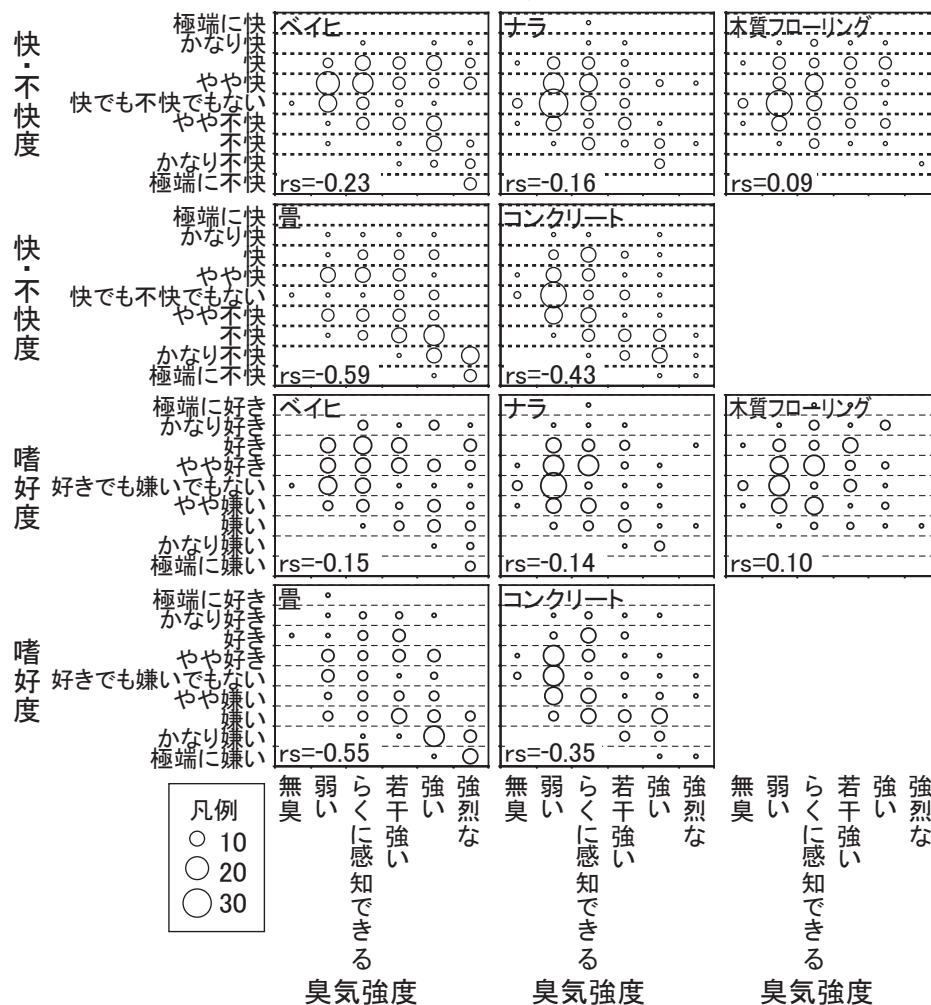 快・不快度
極端に快
かなり快
快
やや快
快でも不快でもない
やや不快
不快
かなり不快
極端に不快
ベイヒ
rs=-0.23
ナラ
rs=-0.16
木質フローリング
rs=0.09
快・不快度
極端に快
かなり快
快
やや快
快でも不快でもない
やや不快
不快
かなり不快
極端に不快
畳
rs=-0.59
コンクリート
rs=-0.43
嗜好度
極端に好き
かなり好き
好き
やや好き
好きでも嫌いでもない
やや嫌い
嫌い
かなり嫌い
極端に嫌い
ベイヒ
rs=-0.15
ナラ
rs=-0.14
木質フローリング
rs=0.10
嗜好度
極端に好き
かなり好き
好き
やや好き
好きでも嫌いでもない
やや嫌い
嫌い
かなり嫌い
極端に嫌い
畳
rs=-0.55
コンクリート
rs=-0.35
凡例
10
20
30
無臭
弱い
らくに感知できる
若干強い
強い
強烈な
臭気強度
無臭
弱い
らくに感知できる
若干強い
強い
強烈な
臭気強度
無臭
弱い
らくに感知できる
若干強い
強い
強烈な
臭気強度